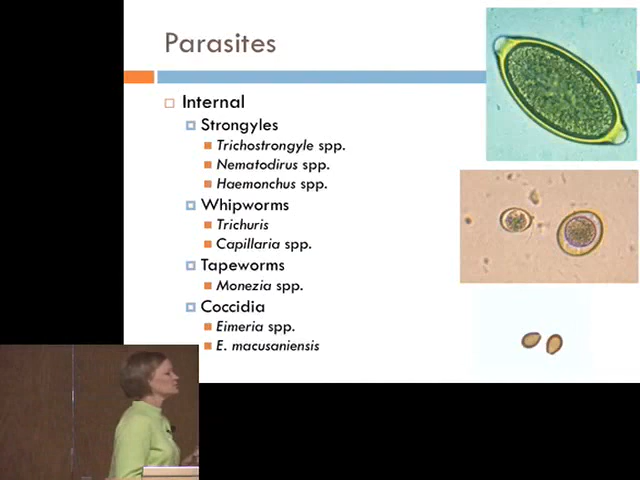 Parasites
Internal
Strongyles
Trichostrongyle spp.
Nematodirus spp.
Haemonchus spp.
Whipworms
Trichuris
Capillaria spp.
Tapeworms
Monezia spp.
Coccidia
Eimeria spp.
E. macusaniensis